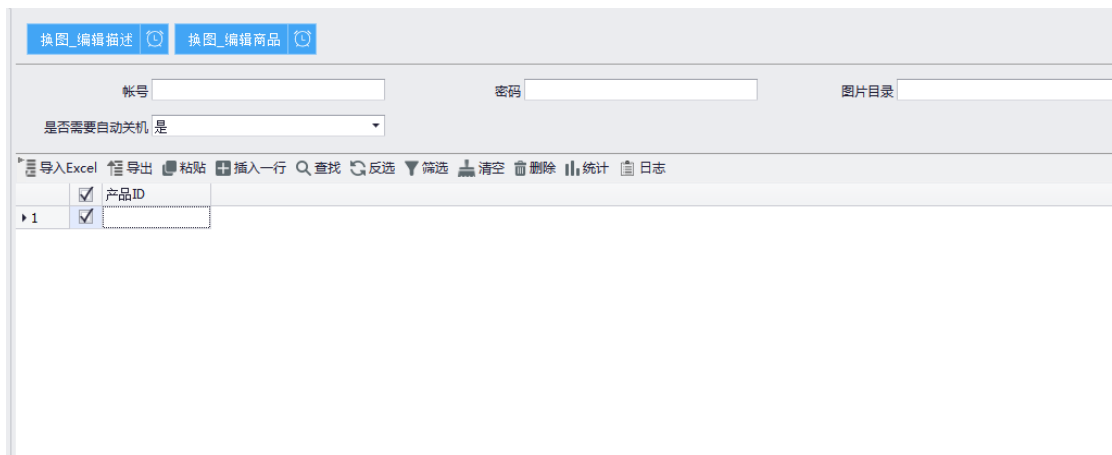 换图_编辑描述 换图_编辑商品
帐号 密码 图片目录
是否需要自动关机 是
导入Excel 导出 粘贴 插入一行 查找 反选 筛选 清空 删除 统计 日志
产品ID
1